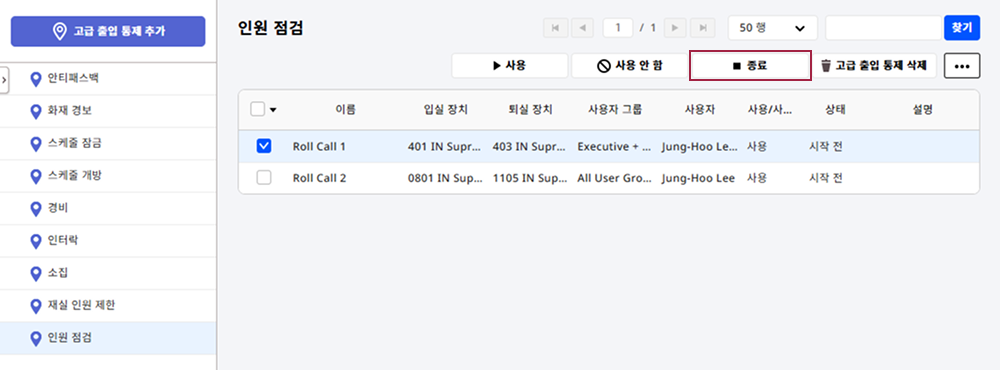 고급 출입 통제 추가
안티패스백
화재 경보
스케줄 잠금
스케줄 개방
경비
인터락
소집
재실 인원 제한
인원 점검
인원 점검
1 / 1
50 행
찾기
사용
사용 안 함
종료
고급 출입 통제 삭제
이름 입실 장치 퇴실 장치 사용자 그룹 사용자 사용/사... 상태 설명
Roll Call 1 401 IN Supr... 403 IN Supr... Executive + ... Jung-Hoo Le... 사용 시작 전
Roll Call 2 0801 IN Sup... 1105 IN Sup... All User Gro... Jung-Hoo Lee 사용 시작 전